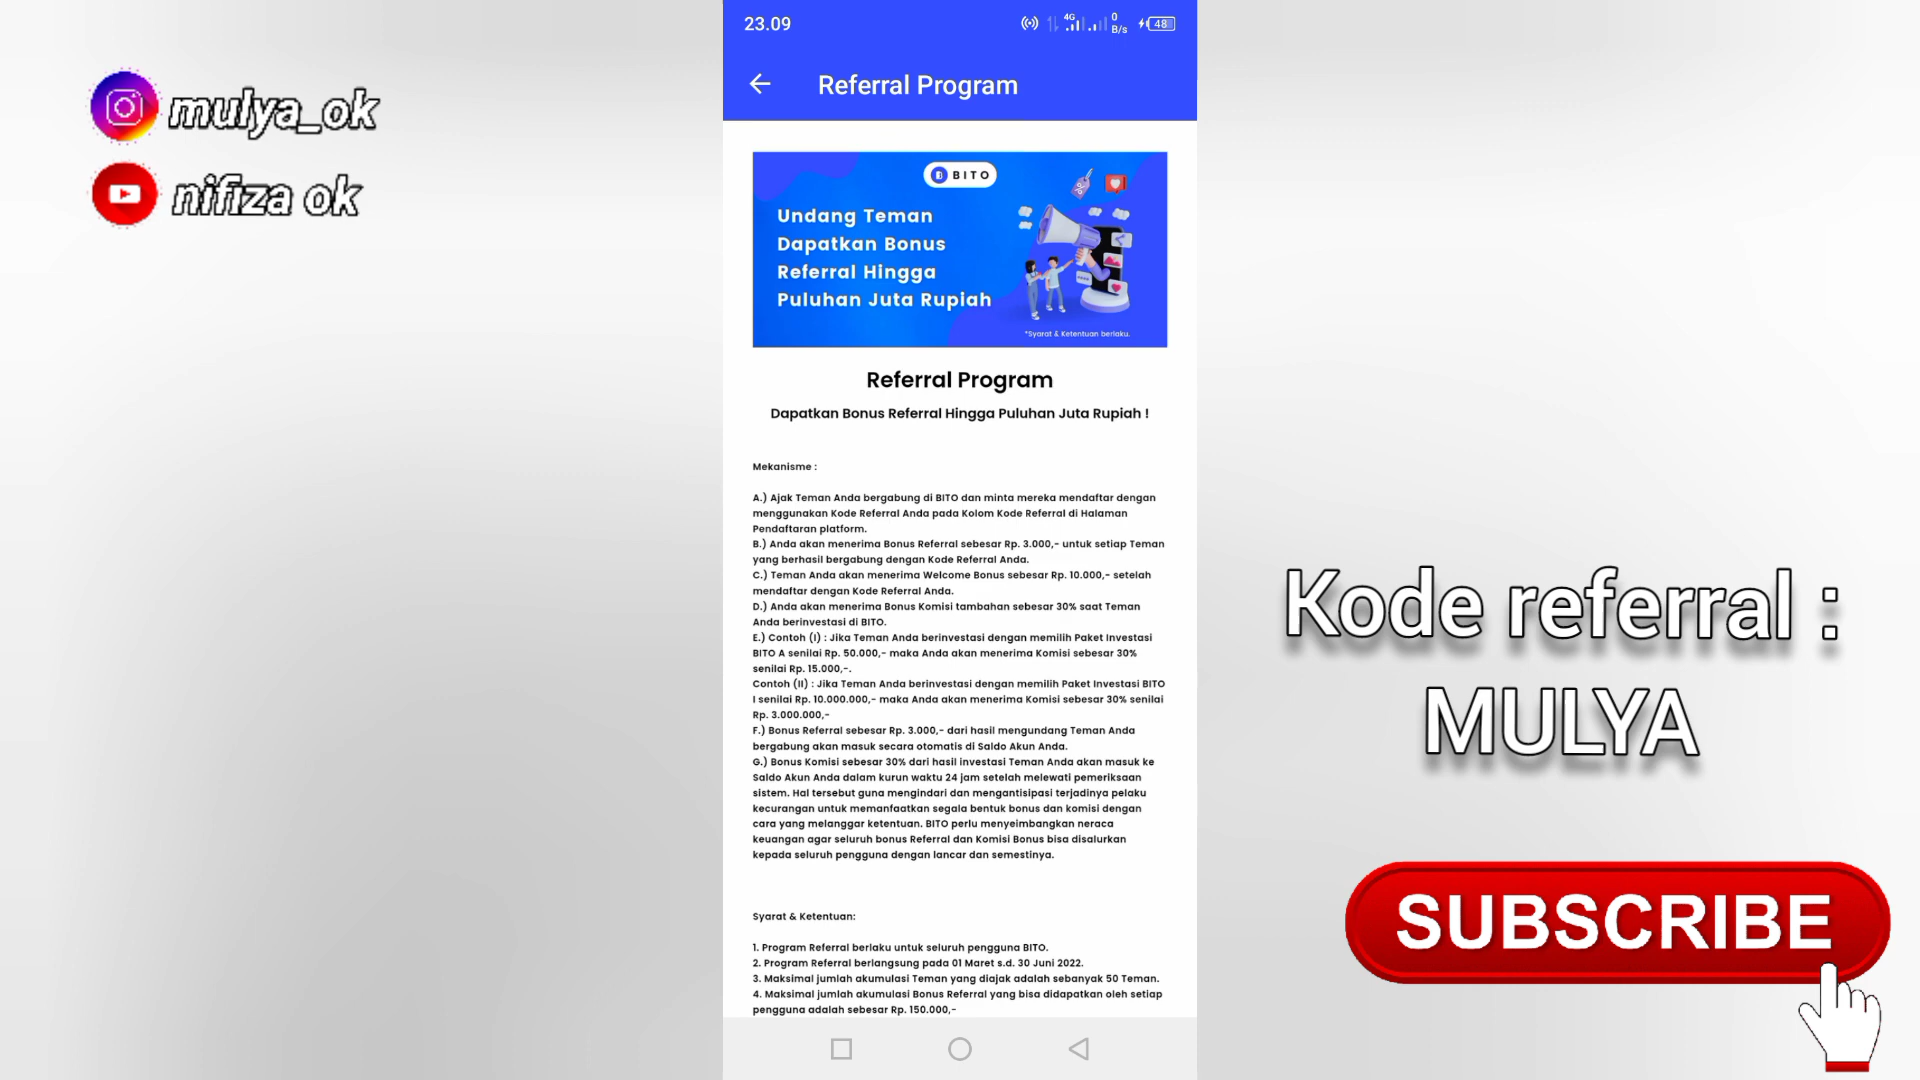 mulya_ok
nifiza ok
23.09
4G
0
B/s
48
Referral Program
BITO
Undang Teman
Dapatkan Bonus
Referral Hingga
Puluhan Juta Rupiah
*Syarat & Ketentuan berlaku.
Referral Program
Dapatkan Bonus Referral Hingga Puluhan Juta Rupiah !
Mekanisme :
A.) Ajak Teman Anda bergabung di BITO dan minta mereka mendaftar dengan
menggunakan Kode Referral Anda pada Kolom Kode Referral di Halaman
Pendaftaran platform.
B.) Anda akan menerima Bonus Referral sebesar Rp. 3.000,- untuk setiap Teman
yang berhasil bergabung dengan Kode Referral Anda.
C.) Teman Anda akan menerima Welcome Bonus sebesar Rp. 10.000,- setelah
mendaftar dengan Kode Referral Anda.
D.) Anda akan menerima Bonus Komisi tambahan sebesar 30% saat Teman
Anda berinvestasi di BITO.
E.) Contoh (I) : Jika Teman Anda berinvestasi dengan memilih Paket Investasi
BITO A senilai Rp. 50.000,- maka Anda akan menerima Komisi sebesar 30%
senilai Rp. 15.000,-.
Contoh (II) : Jika Teman Anda berinvestasi dengan memilih Paket Investasi BITO
I senilai Rp. 10.000.000,- maka Anda akan menerima Komisi sebesar 30% senilai
Rp. 3.000.000,-
F.) Bonus Referral sebesar Rp. 3.000,- dari hasil mengundang Teman Anda
bergabung akan masuk secara otomatis di Saldo Akun Anda.
G.) Bonus Komisi sebesar 30% dari hasil investasi Teman Anda akan masuk ke
Saldo Akun Anda dalam kurun waktu 24 jam setelah melewati pemeriksaan
sistem. Hal tersebut guna mengindari dan mengantisipasi terjadinya pelaku
kecurangan untuk memanfaatkan segala bentuk bonus dan komisi dengan
cara yang melanggar ketentuan. BITO perlu menyeimbangkan neraca
keuangan agar seluruh bonus Referral dan Komisi Bonus bisa disalurkan
kepada seluruh pengguna dengan lancar dan semestinya.
Syarat & Ketentuan:
1. Program Referral berlaku untuk seluruh pengguna BITO.
2. Program Referral berlangsung pada 01 Maret s.d. 30 Juni 2022.
3. Maksimal jumlah akumulasi Teman yang diajak adalah sebanyak 50 Teman.
4. Maksimal jumlah akumulasi Bonus Referral yang bisa didapatkan oleh setiap
pengguna adalah sebesar Rp. 150.000,-
Kode referral :
MULYA
SUBSCRIBE